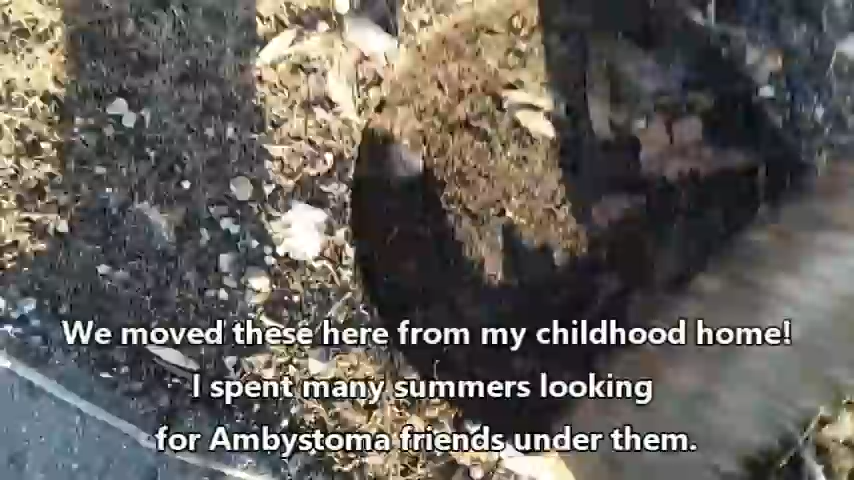 We moved these here from my childhood home!
I spent many summers looking
for Ambystoma friends under them.